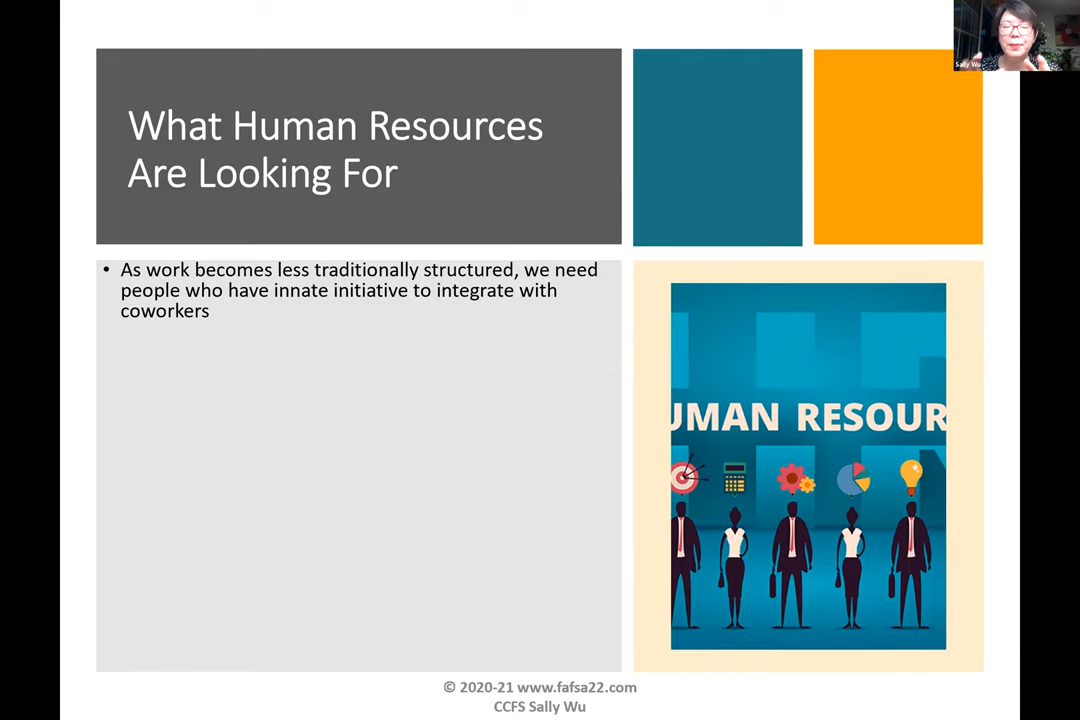 Sally Wu
What Human Resources
Are Looking For
• As work becomes less traditionally structured, we need
people who have innate initiative to integrate with
coworkers
UMAN RESOUR
© 2020-21 www.fafsa22.com
CCFS Sally Wu